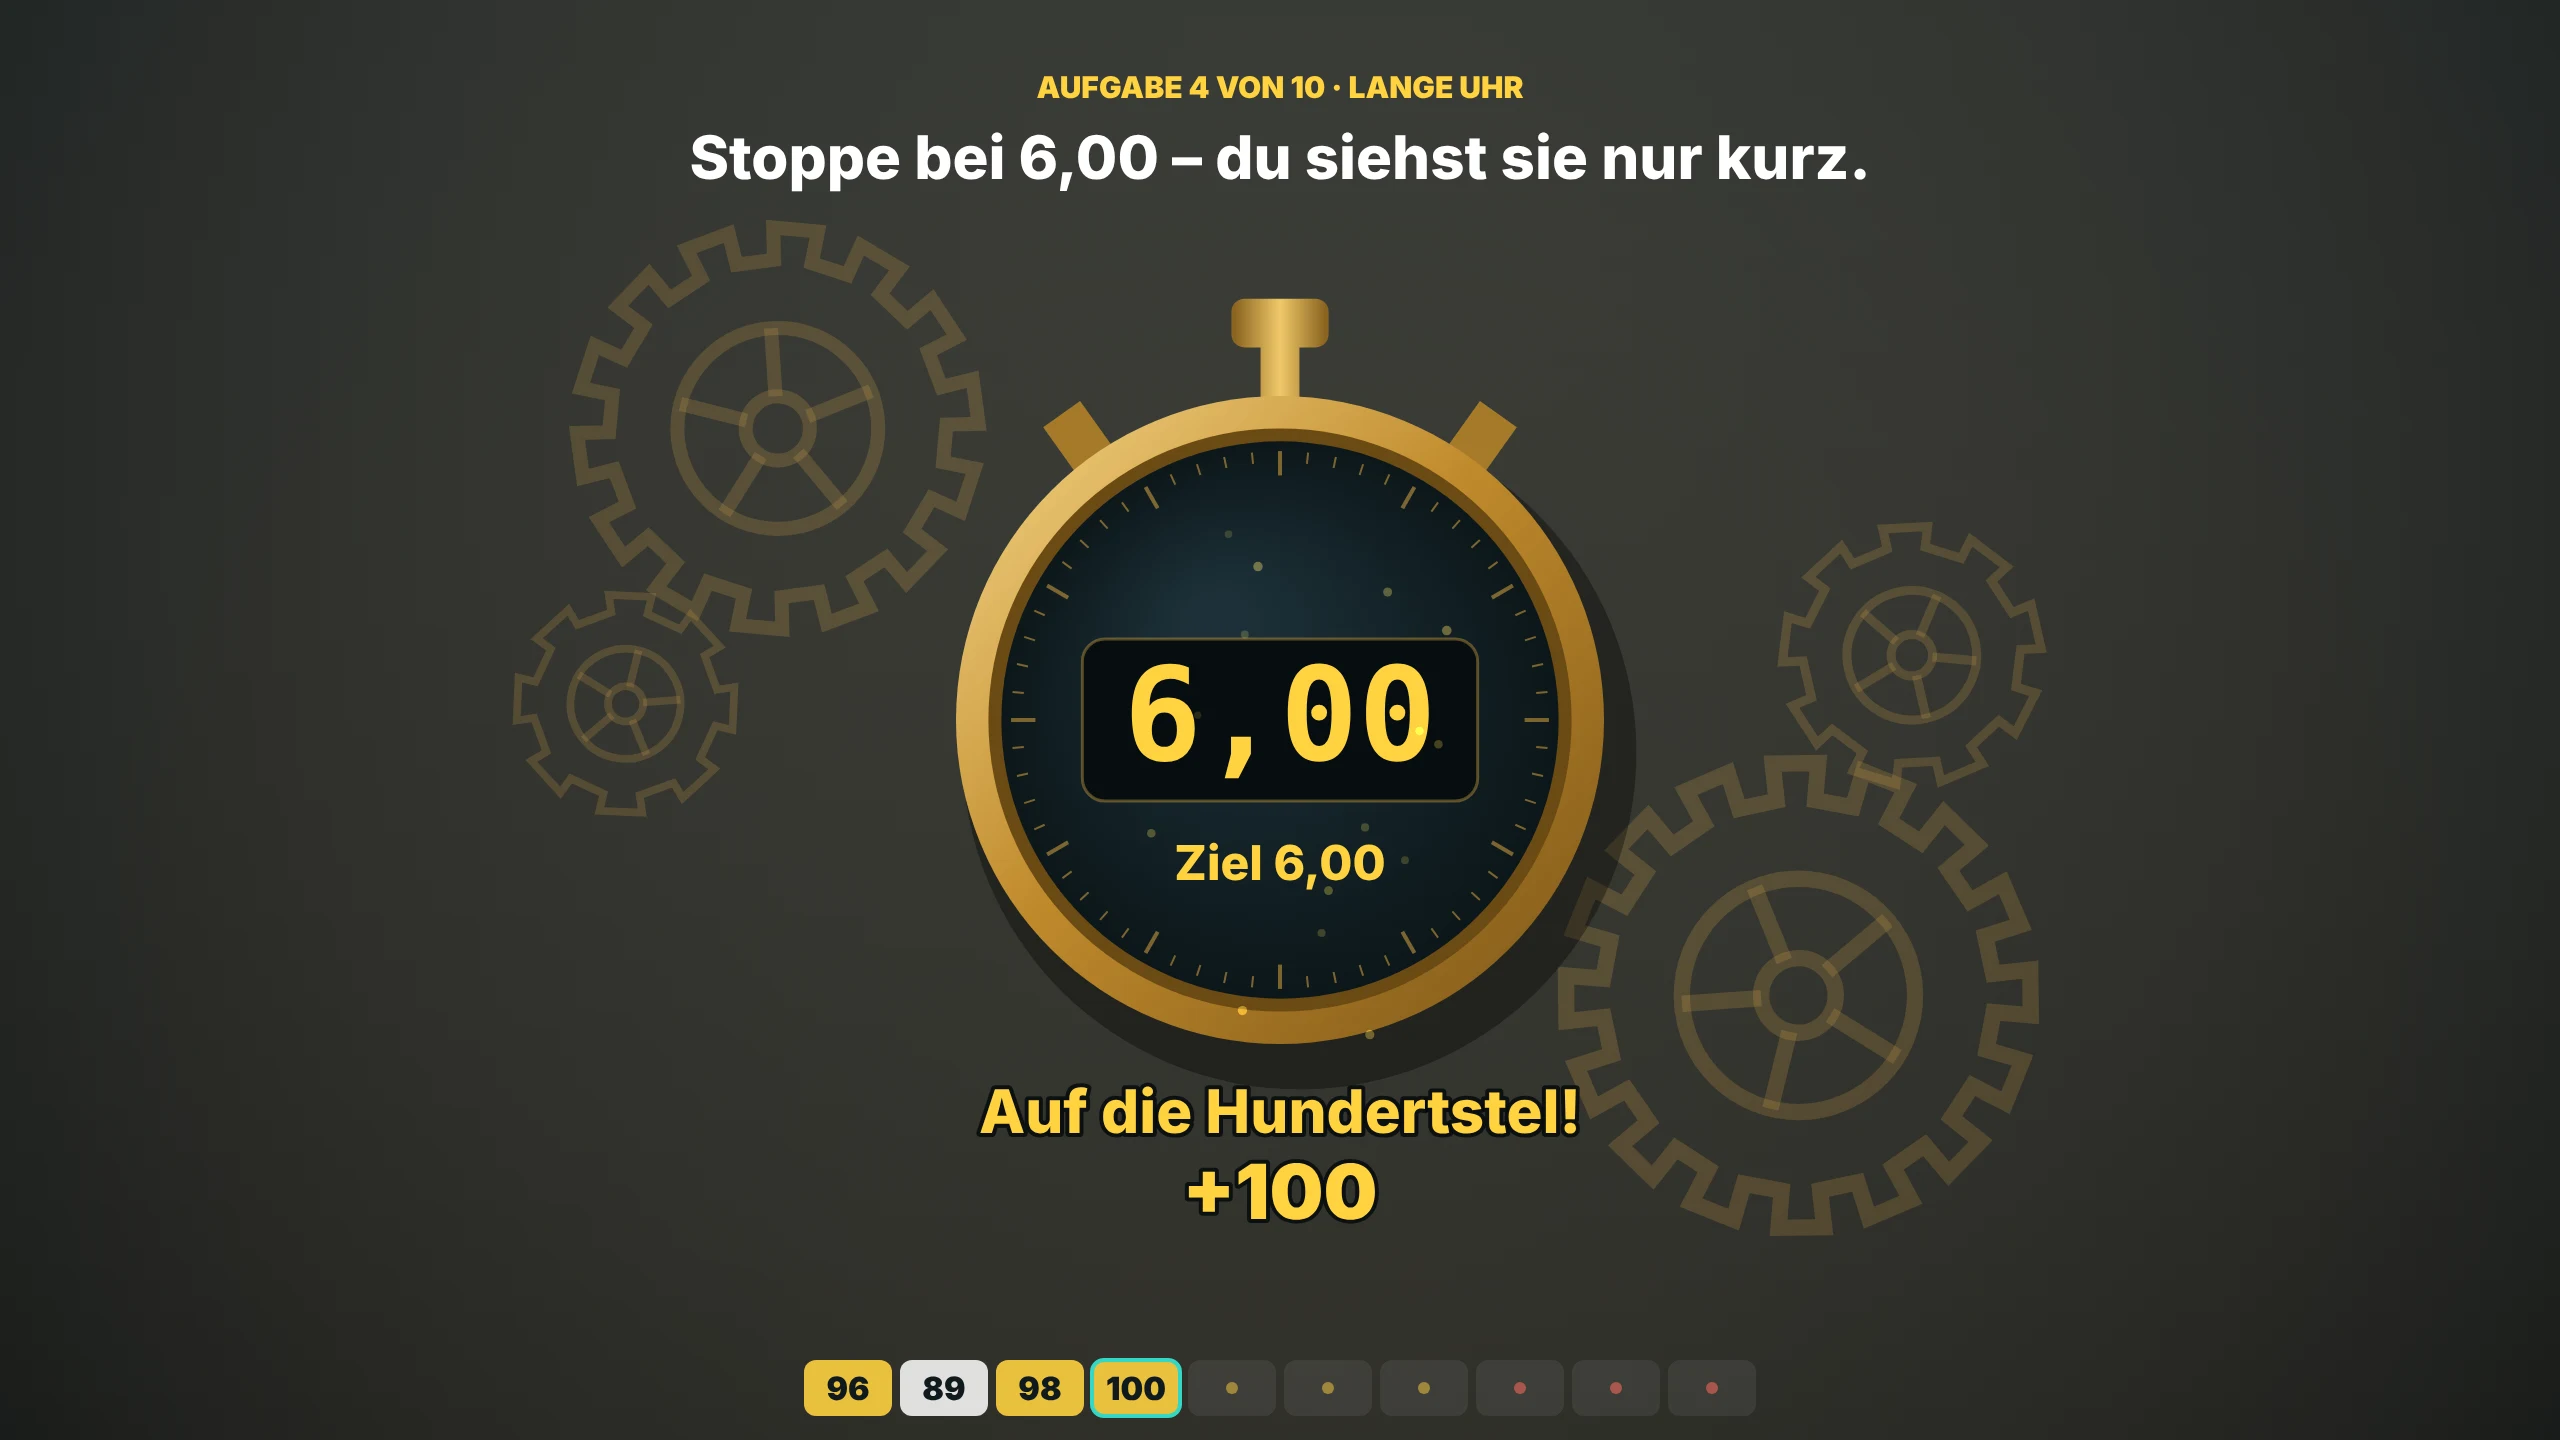 AUFGABE 4 VON 10 · LANGE UHR
Stoppe bei 6,00 – du siehst sie nur kurz.
6,00
Ziel 6,00
Auf die Hundertstel!
+100
96 89 98 100